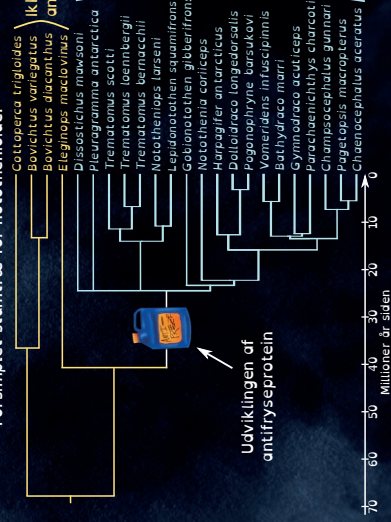 Cottoperca trigloides
Bovichtus variegatus
Bovichtus diacanthus
Eleginops maclovinus
Dissostichus mawsoni
Pleuragramma antarctica
Trematomus scotti
Trematomus loennbergii
Trematomus bernacchii
Nototheniops larseni
Lepidonotothen squamifrons
Gobionotothen gibberifrons
Notothenia coriiceps
Harpagifer antarcticus
Dolloidraco longedorsalis
Pogonophryne barsukovi
Vomeridens infuscipinnis
Bathydraco marri
Gymnodraco acuticeps
Parachaenichthys charcoti
Champsocephalus gunnari
Pagetopsis macropterus
Chaenocephalus aceratus
Udviklingen af
antifryseprotein
70 60 50 40 30 20 10 0
Millioner år siden